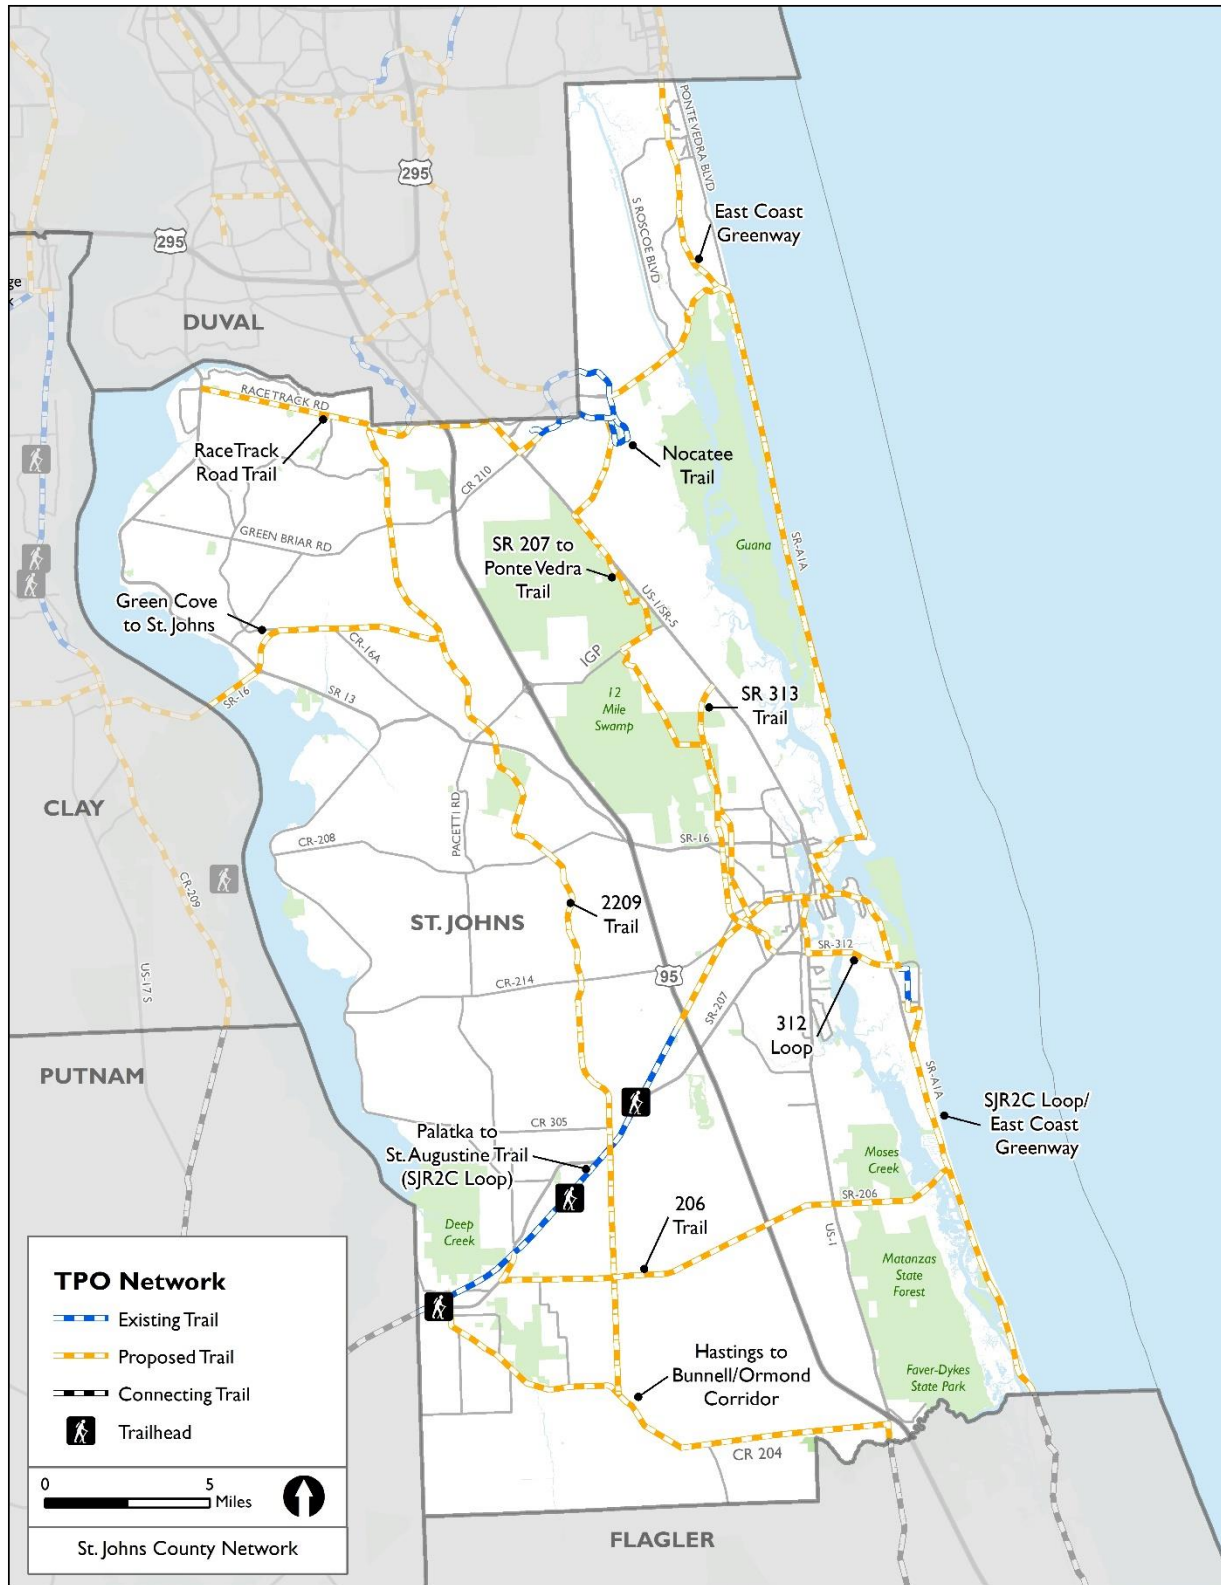 295
PONTEVEDRA BLVD
S ROSCOE BLVD
East Coast
Greenway
295
ge
k
DUVAL
RACETRACK RD
RaceTrack
Road Trail
CR 210
Nocatee
Trail
GREEN BRIAR RD
SR 207 to
Ponte Vedra
Trail
Guana
SR-A1A
US-1/SR-5
Green Cove
to St. Johns
CR-16A
IGP
SR-16
SR 13
12
Mile
Swamp
SR 313
Trail
CLAY
PACETTI RD
CR-208
SR-16
CR-209
2209
Trail
ST. JOHNS
SR-312
95
US-17 S
CR-214
SR-207
312
Loop
PUTNAM
SR-A1A
SJR2C Loop/
East Coast
Greenway
CR 305
Palatka to
St. Augustine Trail
(SJR2C Loop)
Moses
Creek
SR-206
206
Trail
US-1
Deep
Creek
Matanzas
State
Forest
TPO Network
Existing Trail
Proposed Trail
Connecting Trail
Trailhead
Hastings to
Bunnell/Ormond
Corridor
Faver-Dykes
State Park
CR 204
0 5
Miles
FLAGLER
St. Johns County Network